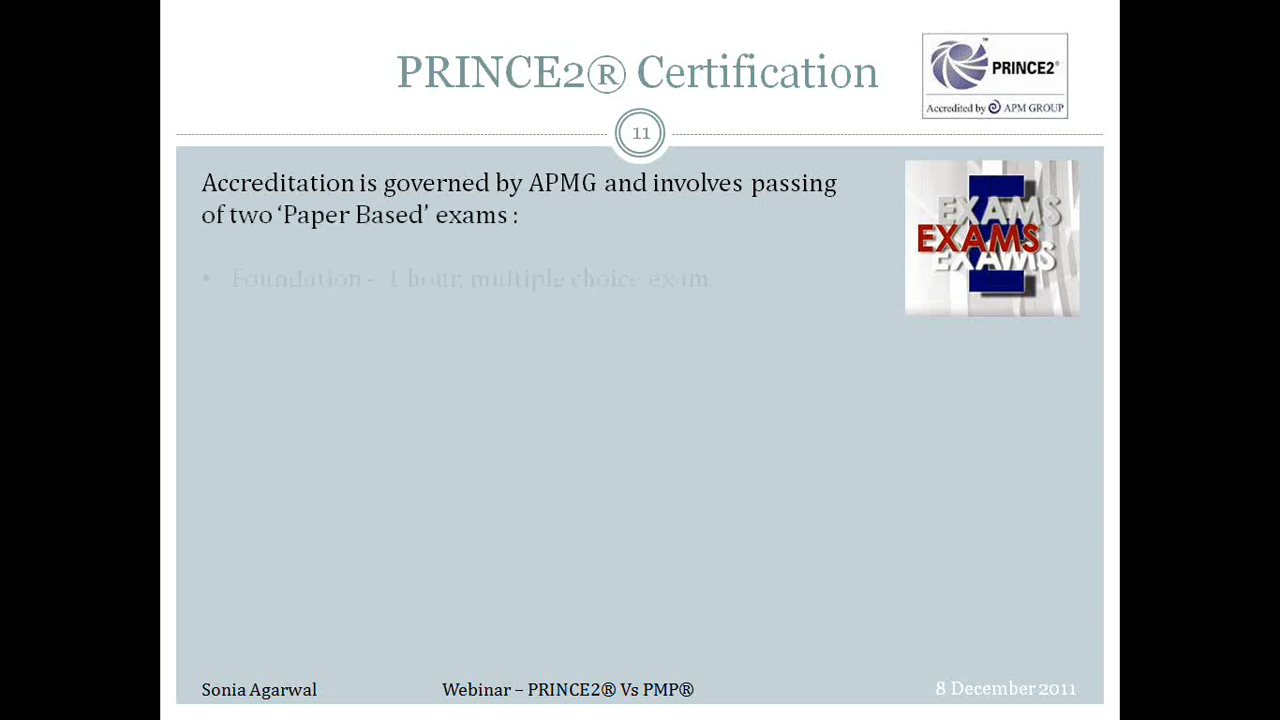 PRINCE2® Certification
™
PRINCE2®
Accredited by APM GROUP
11
Accreditation is governed by APMG and involves passing
of two ‘Paper Based’ exams :
EXAMS
EXAMS
EXAMS
• Foundation - 1 hour, multiple choice exam
Sonia Agarwal
Webinar – PRINCE2® Vs PMP®
8 December 2011